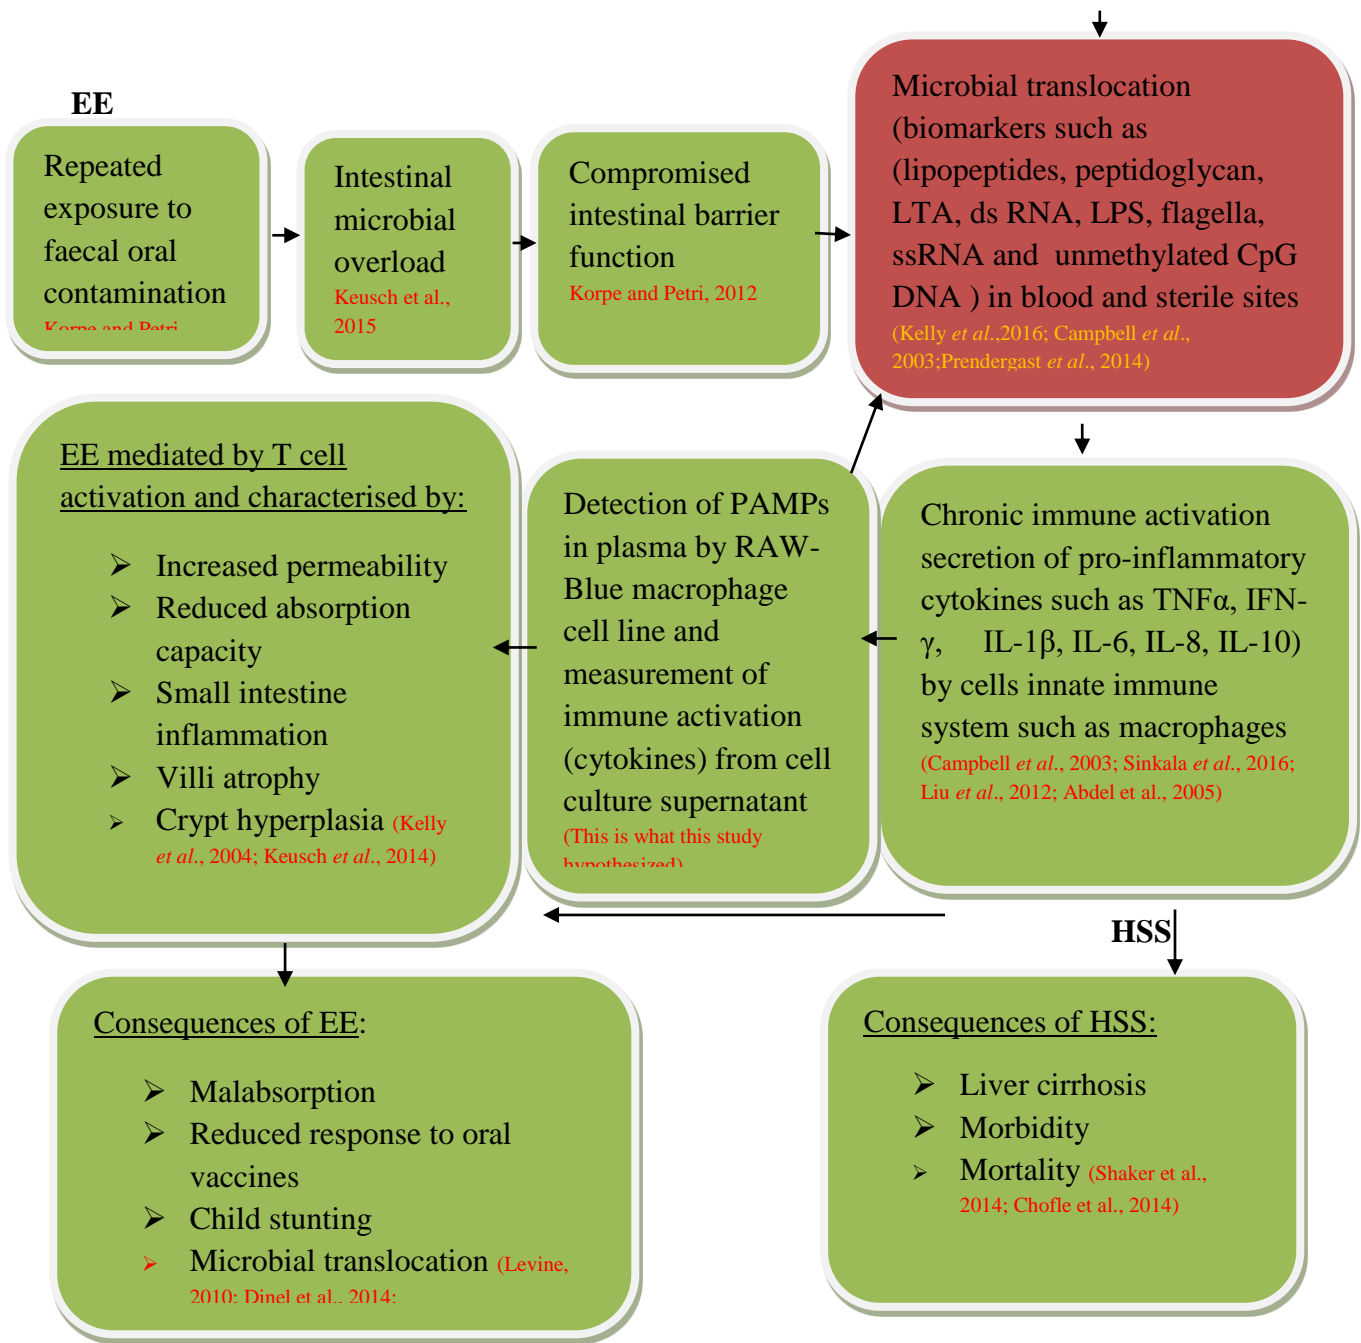 EE
Repeated
exposure to
faecal oral
contamination
Korpe and Petri
Intestinal
microbial
overload
Keusch et al.,
2015
Compromised
intestinal barrier
function
Korpe and Petri, 2012
Microbial translocation
(biomarkers such as
(lipopeptides, peptidoglycan,
LTA, ds RNA, LPS, flagella,
ssRNA and unmethylated CpG
DNA ) in blood and sterile sites
(Kelly et al.,2016; Campbell et al.,
2003;Prendergast et al., 2014)
EE mediated by T cell
activation and characterised by:
➢ Increased permeability
➢ Reduced absorption
capacity
➢ Small intestine
inflammation
➢ Villi atrophy
➢ Crypt hyperplasia (Kelly
et al., 2004; Keusch et al., 2014)
Detection of PAMPs
in plasma by RAW-
Blue macrophage
cell line and
measurement of
immune activation
(cytokines) from cell
culture supernatant
(This is what this study
hypothesized)
Chronic immune activation
secretion of pro-inflammatory
cytokines such as TNFα, IFN-
γ, IL-1β, IL-6, IL-8, IL-10)
by cells innate immune
system such as macrophages
(Campbell et al., 2003; Sinkala et al., 2016;
Liu et al., 2012; Abdel et al., 2005)
HSS
Consequences of EE:
➢ Malabsorption
➢ Reduced response to oral
vaccines
➢ Child stunting
➢ Microbial translocation (Levine,
2010; Dinel et al., 2014;
Consequences of HSS:
➢ Liver cirrhosis
➢ Morbidity
➢ Mortality (Shaker et al.,
2014; Chofle et al., 2014)